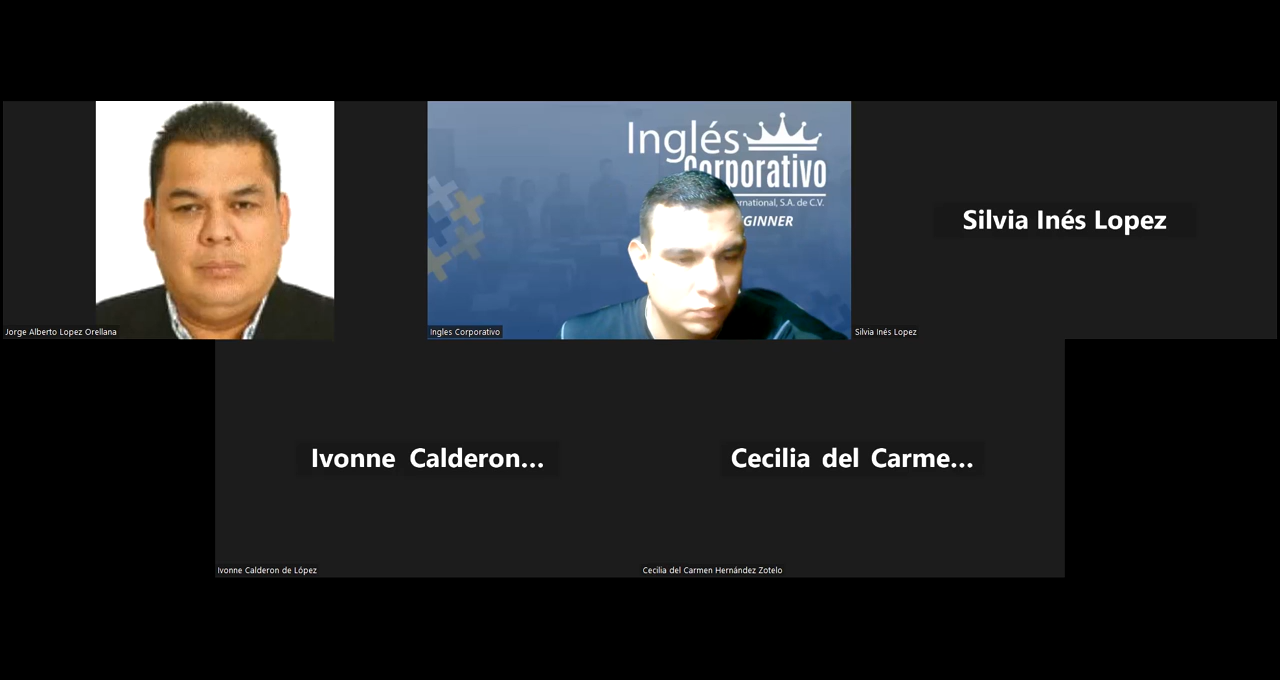 Inglés
Corporativo
ernational, S.A. de C.V.
GINNER
Silvia Inés Lopez
Jorge Alberto Lopez Orellana
Ingles Corporativo
Silvia Inés Lopez
Ivonne Calderon...
Cecilia del Carme...
Ivonne Calderon de López
Cecilia del Carmen Hernández Zotelo